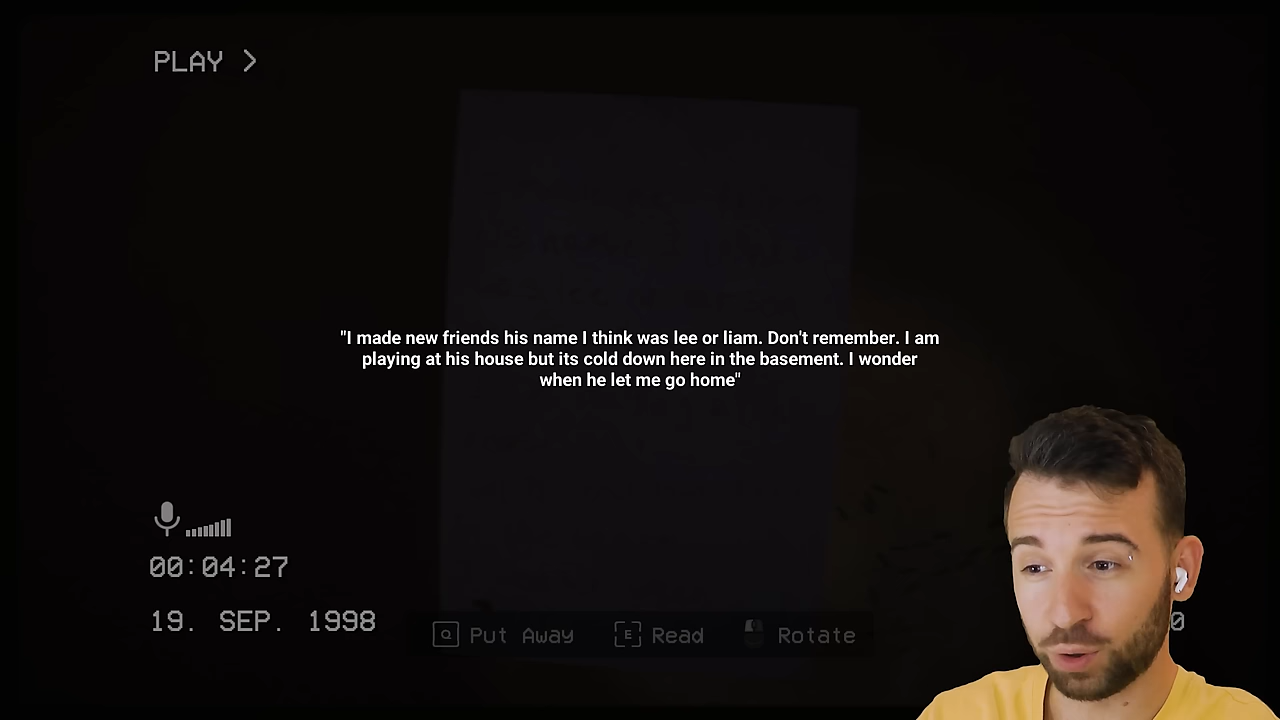 PLAY >
"I made new friends his name I think was lee or liam. Don't remember. I am
playing at his house but its cold down here in the basement. I wonder
when he let me go home"
00:04:27
19. SEP. 1998
Q Put Away E Read Rotate
0